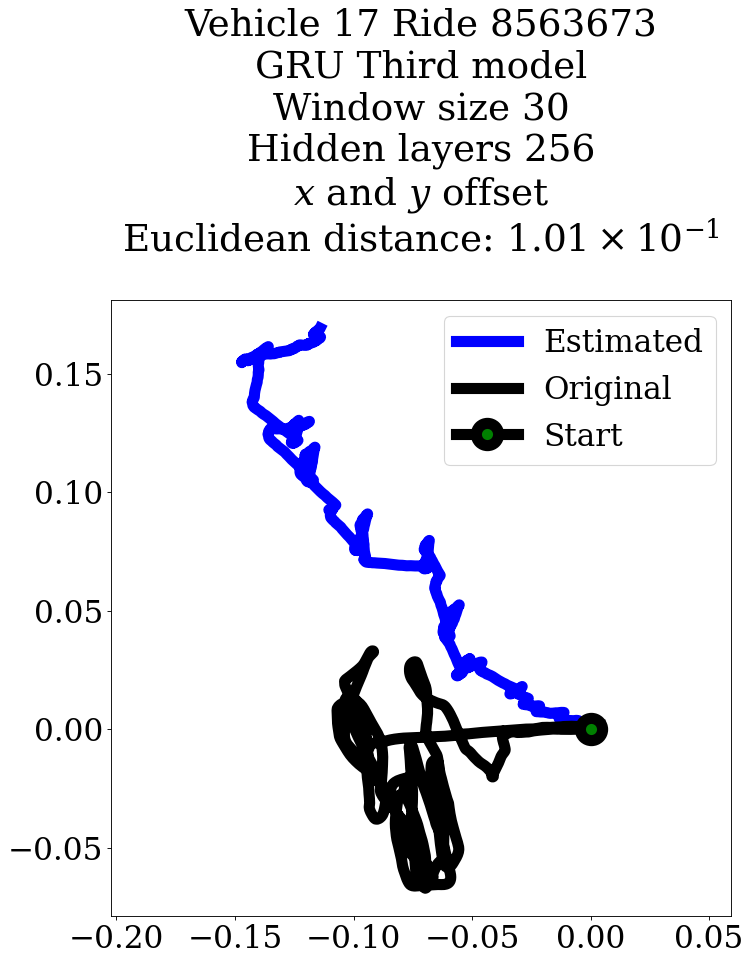 Vehicle 17 Ride 8563673
GRU Third model
Window size 30
Hidden layers 256
x and y offset
Euclidean distance: 1.01 × 10⁻¹
Estimated
Original
Start
0.15
0.10
0.05
0.00
−0.05
−0.20 −0.15 −0.10 −0.05 0.00 0.05